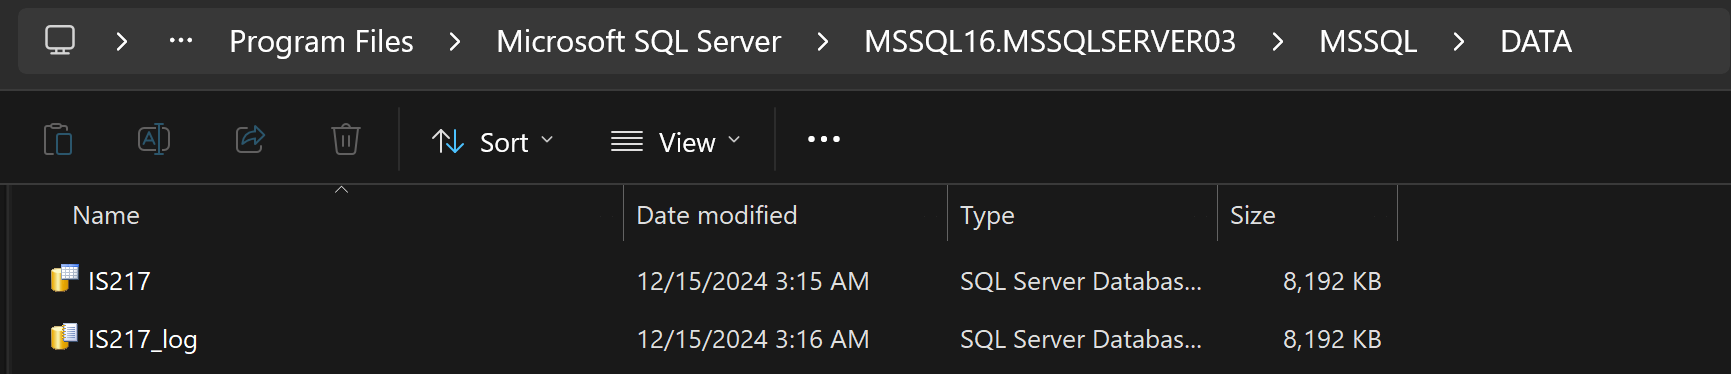 … Program Files > Microsoft SQL Server > MSSQL16.MSSQLSERVER03 > MSSQL > DATA
Sort View …
Name Date modified Type Size
IS217 12/15/2024 3:15 AM SQL Server Databas... 8,192 KB
IS217_log 12/15/2024 3:16 AM SQL Server Databas... 8,192 KB